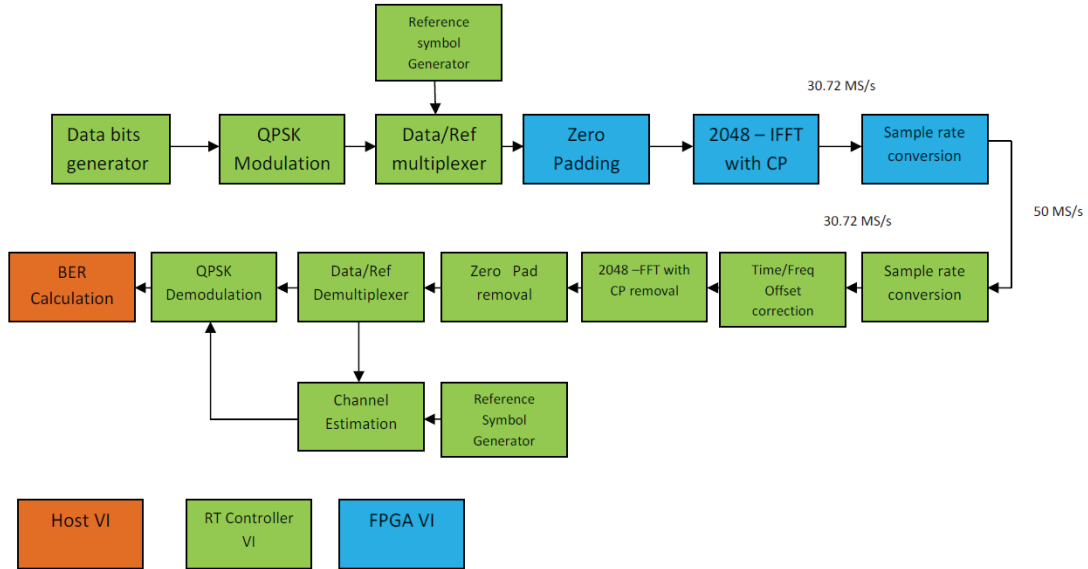 Reference
symbol
Generator
30.72 MS/s
Data bits
generator
QPSK
Modulation
Data/Ref
multiplexer
Zero
Padding
2048 – IFFT
with CP
Sample rate
conversion
50 MS/s
30.72 MS/s
BER
Calculation
QPSK
Demodulation
Data/Ref
Demultiplexer
Zero Pad
removal
2048 –FFT with
CP removal
Time/Freq
Offset
correction
Sample rate
conversion
Channel
Estimation
Reference
Symbol
Generator
Host VI
RT Controller
VI
FPGA VI